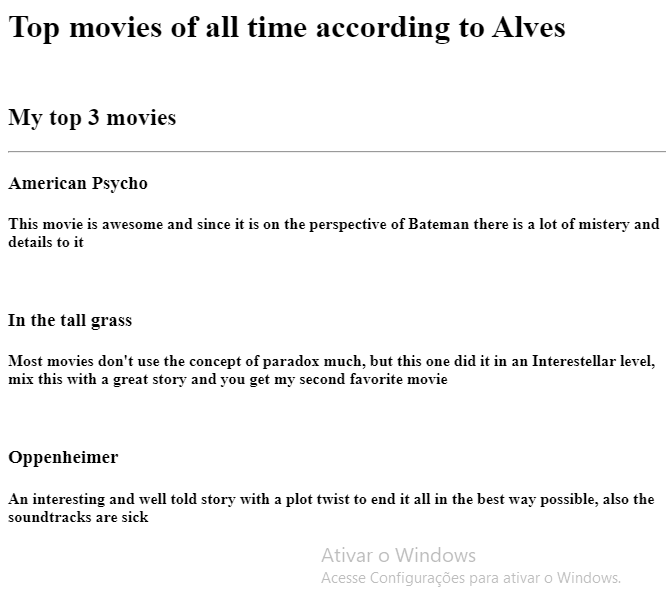 Top movies of all time according to Alves
My top 3 movies
American Psycho
This movie is awesome and since it is on the perspective of Bateman there is a lot of mistery and
details to it
In the tall grass
Most movies don't use the concept of paradox much, but this one did it in an Interestellar level,
mix this with a great story and you get my second favorite movie
Oppenheimer
An interesting and well told story with a plot twist to end it all in the best way possible, also the
soundtracks are sick
Ativar o Windows
Acesse Configurações para ativar o Windows.